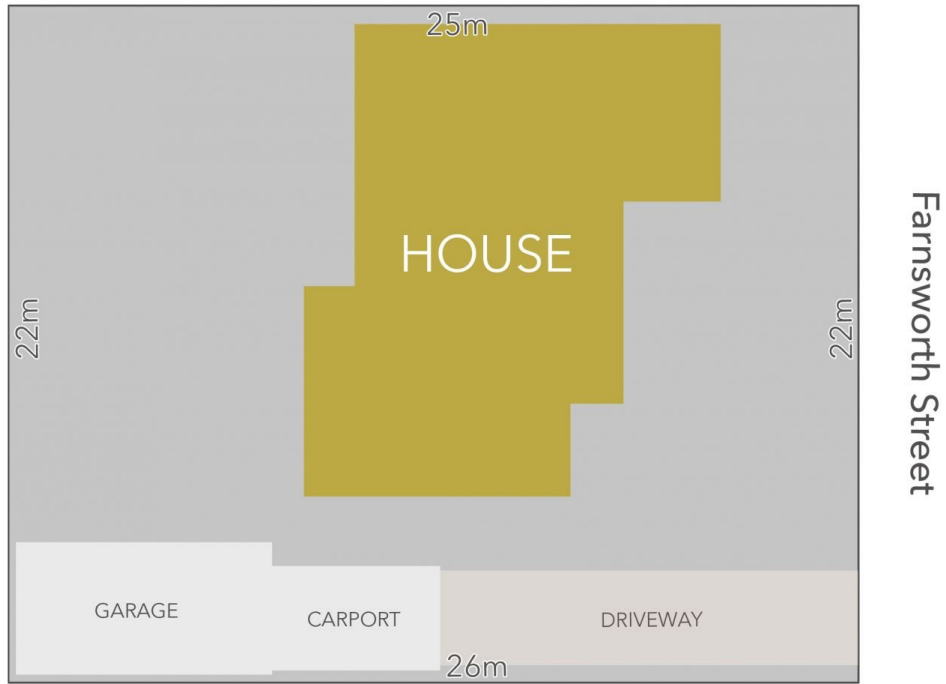 25m
HOUSE
22m
22m
Farnsworth Street
GARAGE
CARPORT
DRIVEWAY
26m